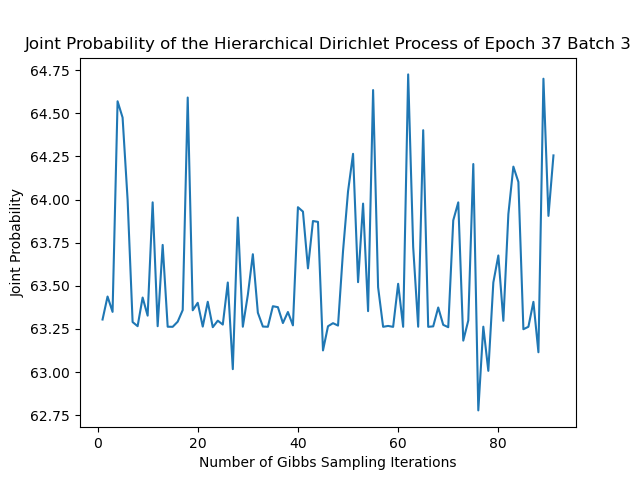 Joint Probability of the Hierarchical Dirichlet Process of Epoch 37 Batch 3
64.75
64.50
64.25
64.00
63.75
63.50
63.25
63.00
62.75
Joint Probability
0 20 40 60 80
Number of Gibbs Sampling Iterations